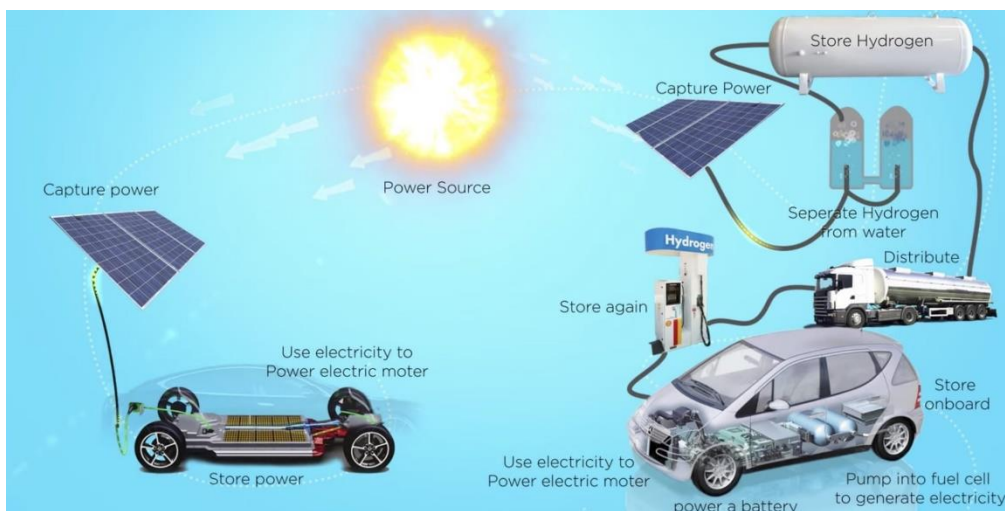 Store Hydrogen
Capture Power
Power Source
Capture power
Seperate Hydrogen
from water
Hydrogen
Distribute
Store again
Use electricity to
Power electric moter
Store power
Store
onboard
Use electricity to
Power electric moter
power a battery
Pump into fuel cell
to generate electricity